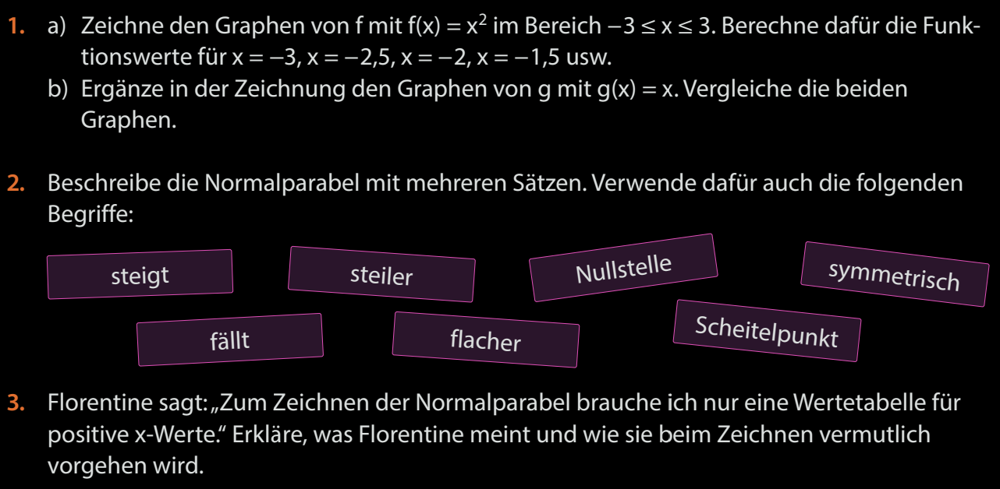 1. a) Zeichne den Graphen von f mit f(x) = x² im Bereich −3 ≤ x ≤ 3. Berechne dafür die Funk-
tionswerte für x = −3, x = −2,5, x = −2, x = −1,5 usw.
b) Ergänze in der Zeichnung den Graphen von g mit g(x) = x. Vergleiche die beiden
Graphen.
2. Beschreibe die Normalparabel mit mehreren Sätzen. Verwende dafür auch die folgenden
Begriffe:
steigt
steiler
Nullstelle
symmetrisch
fällt
flacher
Scheitelpunkt
3. Florentine sagt: „Zum Zeichnen der Normalparabel brauche ich nur eine Wertetabelle für
positive x-Werte.“ Erkläre, was Florentine meint und wie sie beim Zeichnen vermutlich
vorgehen wird.